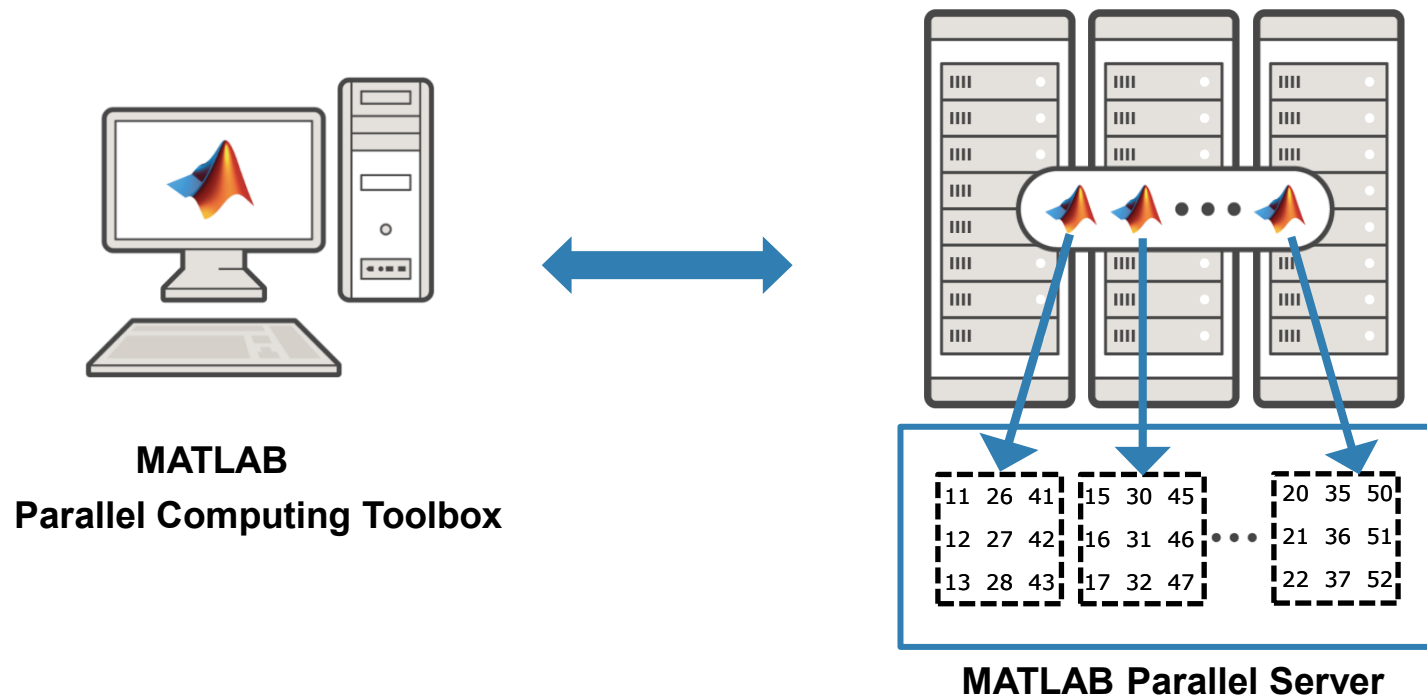 MATLAB
Parallel Computing Toolbox
11 26 41 15 30 45 20 35 50
12 27 42 16 31 46 ••• 21 36 51
13 28 43 17 32 47 22 37 52
MATLAB Parallel Server